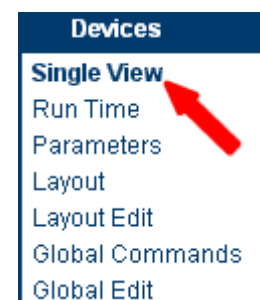 Devices
Single View
Run Time
Parameters
Layout
Layout Edit
Global Commands
Global Edit